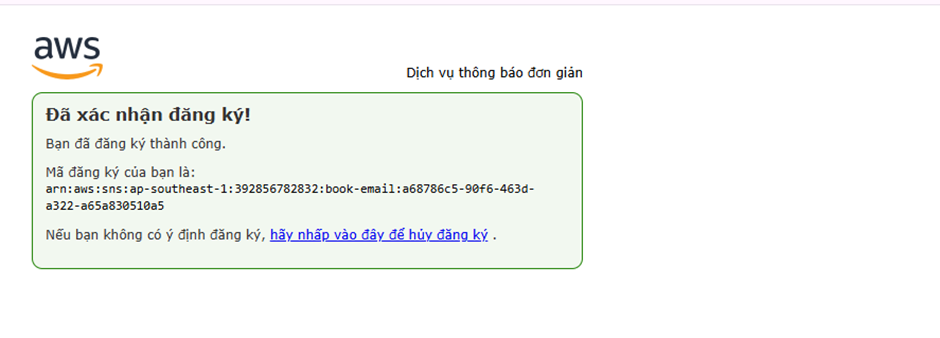 aws
Dịch vụ thông báo đơn giản
Đã xác nhận đăng ký!
Bạn đã đăng ký thành công.
Mã đăng ký của bạn là:
arn:aws:sns:ap-southeast-1:392856782832:book-email:a68786c5-90f6-463d-
a322-a65a830510a5
Nếu bạn không có ý định đăng ký, hãy nhấp vào đây để hủy đăng ký .